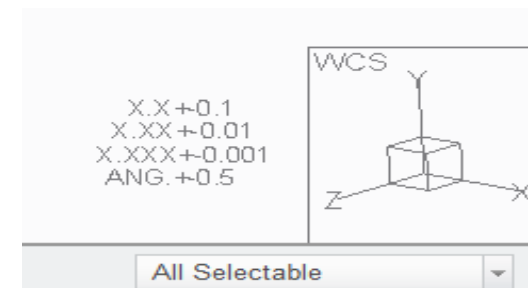 X.X+-0.1
X.XX+-0.01
X.XXX+-0.001
ANG.+-0.5
WCS
Y
Z
X
All Selectable